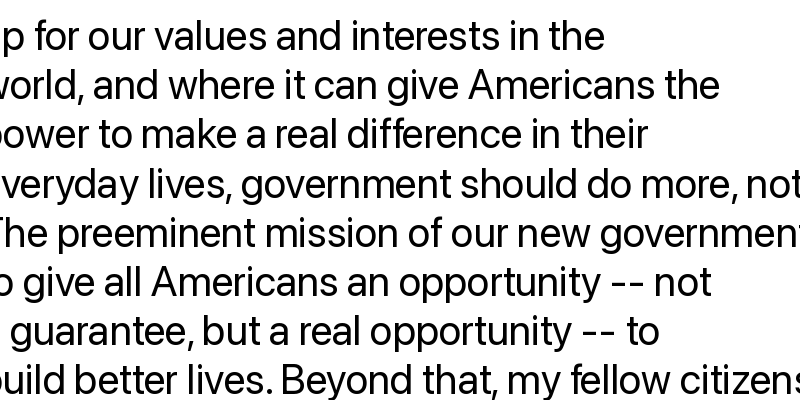 p for our values and interests in the
world, and where it can give Americans the
power to make a real difference in their
everyday lives, government should do more, not
The preeminent mission of our new government
to give all Americans an opportunity -- not
guarantee, but a real opportunity -- to
build better lives. Beyond that, my fellow citizens